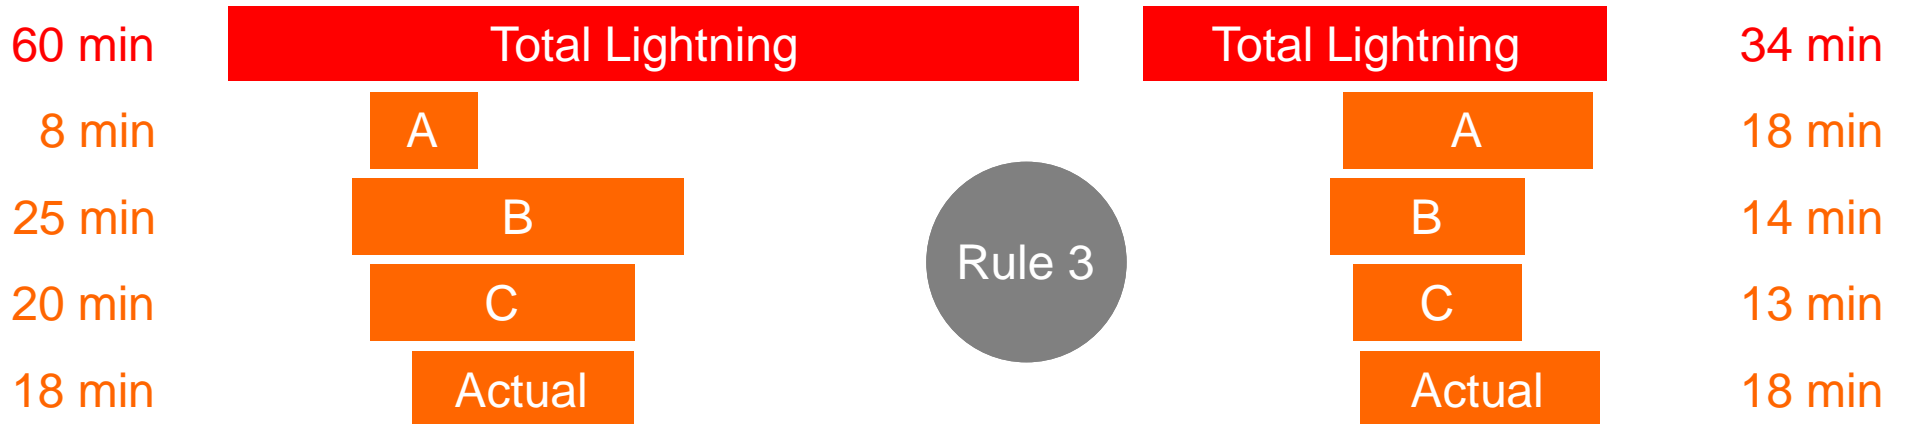 60 min Total Lightning Total Lightning 34 min
8 min A A 18 min
25 min B B 14 min
Rule 3
20 min C C 13 min
18 min Actual Actual 18 min